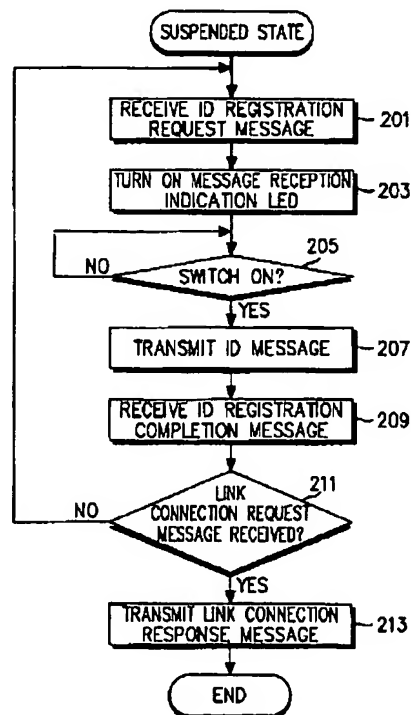 SUSPENDED STATE
RECEIVE ID REGISTRATION
REQUEST MESSAGE
201
TURN ON MESSAGE RECEPTION
INDICATION LED
203
205
NO
SWITCH ON?
YES
TRANSMIT ID MESSAGE
207
RECEIVE ID REGISTRATION
COMPLETION MESSAGE
209
211
NO
LINK
CONNECTION REQUEST
MESSAGE RECEIVED?
YES
TRANSMIT LINK CONNECTION
RESPONSE MESSAGE
213
END